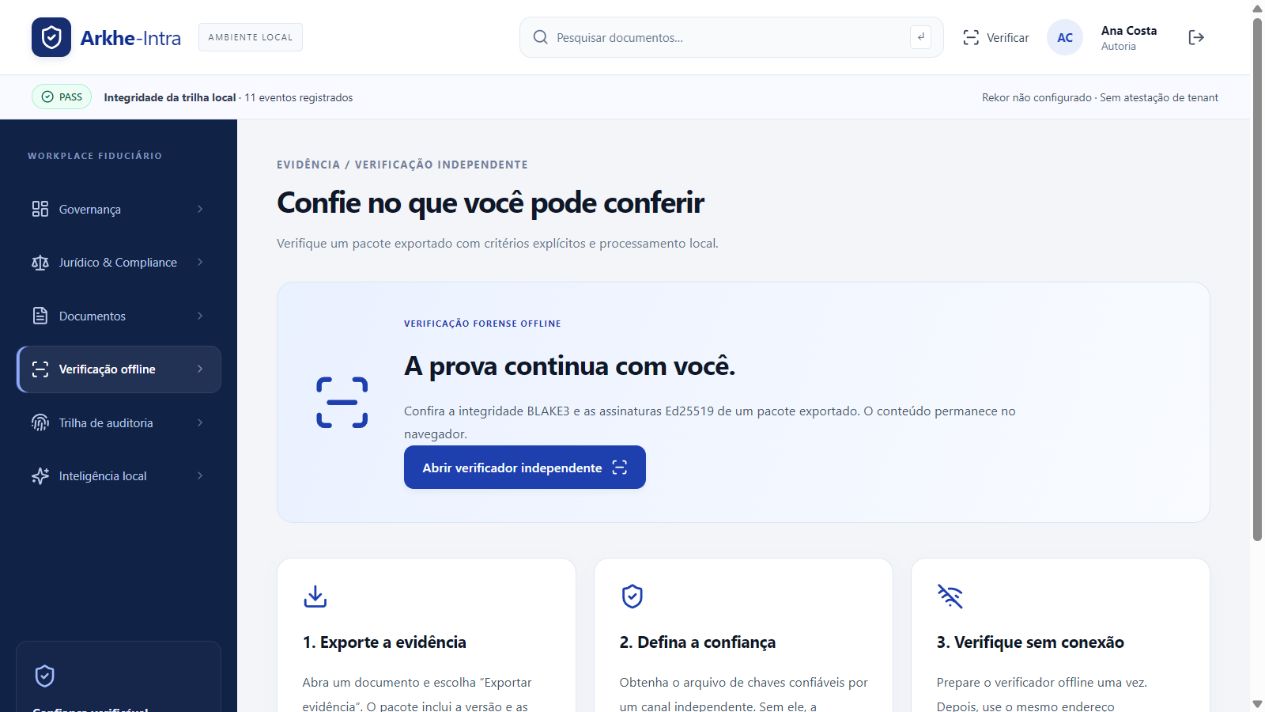 Arkhe-Intra
AMBIENTE LOCAL
Pesquisar documentos...
Verificar
AC
Ana Costa
Autoria
PASS
Integridade da trilha local · 11 eventos registrados
Rekor não configurado · Sem atestação de tenant
WORKPLACE FIDUCIÁRIO
Governança
Jurídico & Compliance
Documentos
Verificação offline
Trilha de auditoria
Inteligência local
EVIDÊNCIA / VERIFICAÇÃO INDEPENDENTE
Confie no que você pode conferir
Verifique um pacote exportado com critérios explícitos e processamento local.
VERIFICAÇÃO FORENSE OFFLINE
A prova continua com você.
Confira a integridade BLAKE3 e as assinaturas Ed25519 de um pacote exportado. O conteúdo permanece no
navegador.
Abrir verificador independente
1. Exporte a evidência
Abra um documento e escolha “Exportar
evidência”. O pacote inclui a versão e as
2. Defina a confiança
Obtenha o arquivo de chaves confiáveis por
um canal independente. Sem ele, a
3. Verifique sem conexão
Prepare o verificador offline uma vez.
Depois, use o mesmo endereço